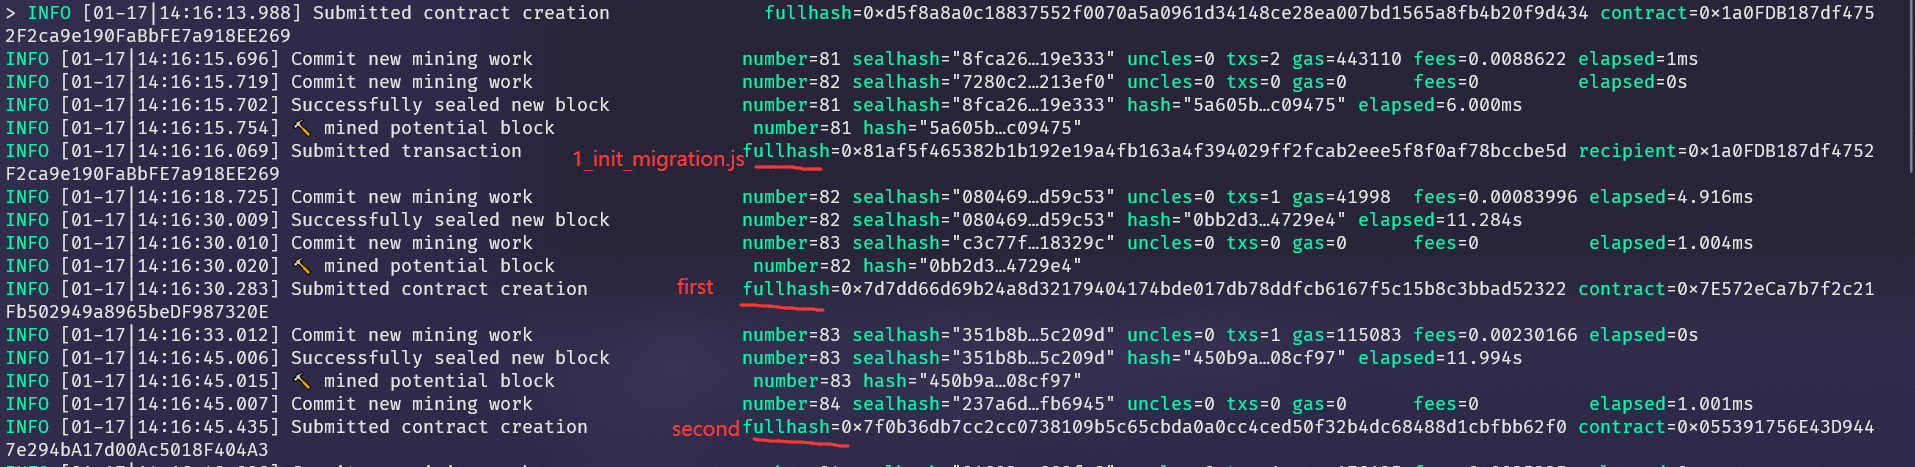 > INFO [01-17|14:16:13.988] Submitted contract creation fullhash=0×d5f8a8a0c18837552f0070a5a0961d34148ce28ea007bd1565a8fb4b20f9d434 contract=0×1a0FDB187df475
2F2ca9e190FaBbFE7a918EE269
INFO [01-17|14:16:15.696] Commit new mining work number=81 sealhash="8fca26…19e333" uncles=0 txs=2 gas=443110 fees=0.0088622 elapsed=1ms
INFO [01-17|14:16:15.719] Commit new mining work number=82 sealhash="7280c2…213ef0" uncles=0 txs=0 gas=0 fees=0 elapsed=0s
INFO [01-17|14:16:15.702] Successfully sealed new block number=81 sealhash="8fca26…19e333" hash="5a605b…c09475" elapsed=6.000ms
INFO [01-17|14:16:15.754] 🔨 mined potential block number=81 hash="5a605b…c09475"
INFO [01-17|14:16:16.069] Submitted transaction 1_init_migration.js fullhash=0×81af5f465382b1b192e19a4fb163a4f394029ff2fcab2eee5f8f0af78bccbe5d recipient=0×1a0FDB187df4752
F2ca9e190FaBbFE7a918EE269
INFO [01-17|14:16:18.725] Commit new mining work number=82 sealhash="080469…d59c53" uncles=0 txs=1 gas=41998 fees=0.00083996 elapsed=4.916ms
INFO [01-17|14:16:30.009] Successfully sealed new block number=82 sealhash="080469…d59c53" hash="0bb2d3…4729e4" elapsed=11.284s
INFO [01-17|14:16:30.010] Commit new mining work number=83 sealhash="c3c77f…18329c" uncles=0 txs=0 gas=0 fees=0 elapsed=1.004ms
INFO [01-17|14:16:30.020] 🔨 mined potential block number=82 hash="0bb2d3…4729e4"
INFO [01-17|14:16:30.283] Submitted contract creation first fullhash=0×7d7dd66d69b24a8d32179404174bde017db78ddfcb6167f5c15b8c3bbad52322 contract=0×7E572eCa7b7f2c21
Fb502949a8965beDF987320E
INFO [01-17|14:16:33.012] Commit new mining work number=83 sealhash="351b8b…5c209d" uncles=0 txs=1 gas=115083 fees=0.00230166 elapsed=0s
INFO [01-17|14:16:45.006] Successfully sealed new block number=83 sealhash="351b8b…5c209d" hash="450b9a…08cf97" elapsed=11.994s
INFO [01-17|14:16:45.015] 🔨 mined potential block number=83 hash="450b9a…08cf97"
INFO [01-17|14:16:45.007] Commit new mining work number=84 sealhash="237a6d…fb6945" uncles=0 txs=0 gas=0 fees=0 elapsed=1.001ms
INFO [01-17|14:16:45.435] Submitted contract creation second fullhash=0×7f0b36db7cc2cc0738109b5c65cbda0a0cc4ced50f32b4dc68488d1cbfbb62f0 contract=0×055391756E43D944
7e294bA17d00Ac5018F404A3